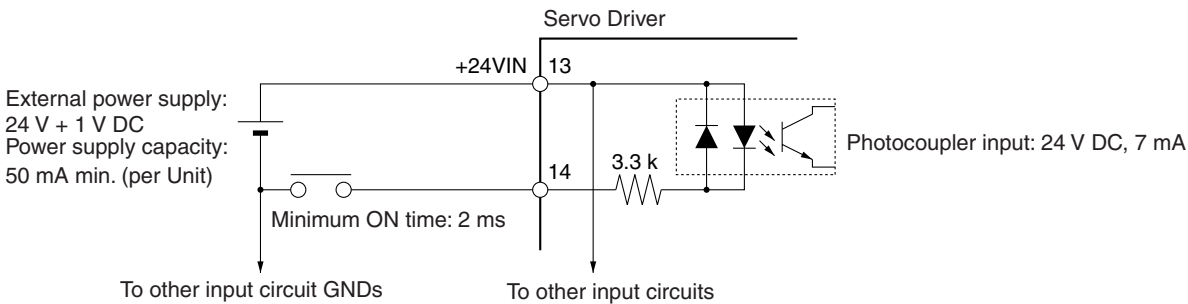 Servo Driver
+24VIN
13
External power supply:
24 V + 1 V DC
Power supply capacity:
50 mA min. (per Unit)
Photocoupler input: 24 V DC, 7 mA
14
3.3 k
Minimum ON time: 2 ms
To other input circuit GNDs
To other input circuits